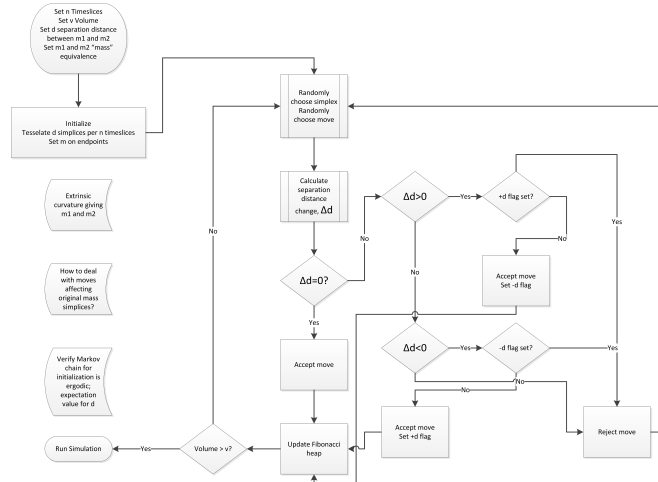 Set n Timeslices
Set v Volume
Set d separation distance
between m1 and m2
Set m1 and m2 "mass"
equivalence
Initialize
Tesselate d simplices per n timeslices
Set m on endpoints
Randomly
choose simplex
Randomly
choose move
Extrinsic
curvature giving
m1 and m2
Calculate
separation
distance
change, Δd
Δd>0
Yes
+d flag set?
Yes
No
No
No
No
How to deal
with moves
affecting
original mass
simplices?
Δd=0?
Accept move
Set -d flag
Yes
Verify Markov
chain for
initialization is
ergodic;
expectation
value for d
Accept move
Δd<0
Yes
-d flag set?
Yes
No
No
Run Simulation
Yes
Volume > v?
Update Fibonacci
heap
Accept move
Set +d flag
Reject move